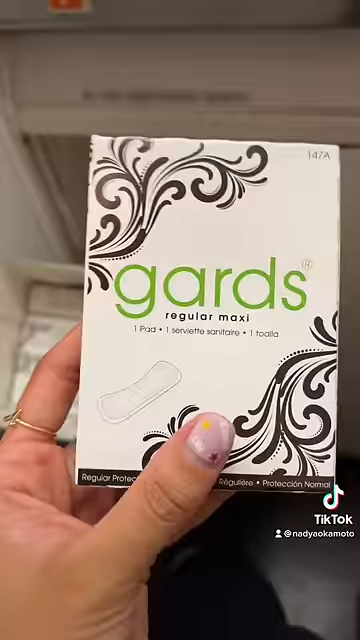 147A
gards®
regular maxi
1 Pad • 1 serviette sanitaire • 1 toalla
Regular Protec
Régulière • Protección Normal
TikTok
@nadyaokamoto